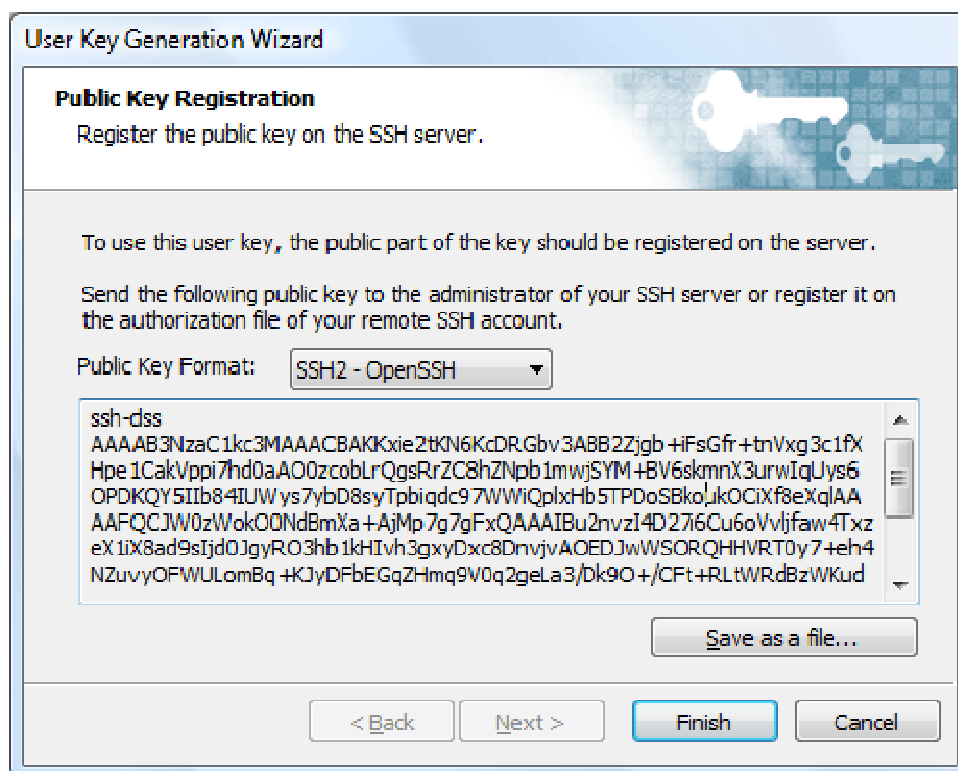 User Key Generation Wizard
Public Key Registration
Register the public key on the SSH server.
To use this user key, the public part of the key should be registered on the server.
Send the following public key to the administrator of your SSH server or register it on
the authorization file of your remote SSH account.
Public Key Format:
SSH2 - OpenSSH
ssh-dss
AAAAB3NzaC1kc3MAAACBAKKxie2tKN6KcDRGbv3ABB2Zjgb+iFsGfr+tnVxg3c1fX
Hpe1CakVppi7hd0aAO0zcobLrQgsRrZC8hZNpb1mwjSYM+BV6skmnX3urwIqUys6
OPDKQY5IIb84IUWys7ybD8syTpbiqdc97WWiQplxHb5TPDoSBkoukOCiXf8eXqlAA
AAFQCJW0zWokO0NdBmXa+AjMp7g7gFxQAAAIBu2nvzI4D27i6Cu6oVvljfaw4Txz
eX1iX8ad9sIjd0JgyRO3hb1kHIvh3gxyDxc8DnvjvAOEDJwWSORQHHVRT0y7+eh4
NZuvyOFWULomBq+KJyDFbEGqZHmq9V0q2geLa3/Dk9O+/CFt+RLtWRdBzWKud
Save as a file...
< Back
Next >
Finish
Cancel